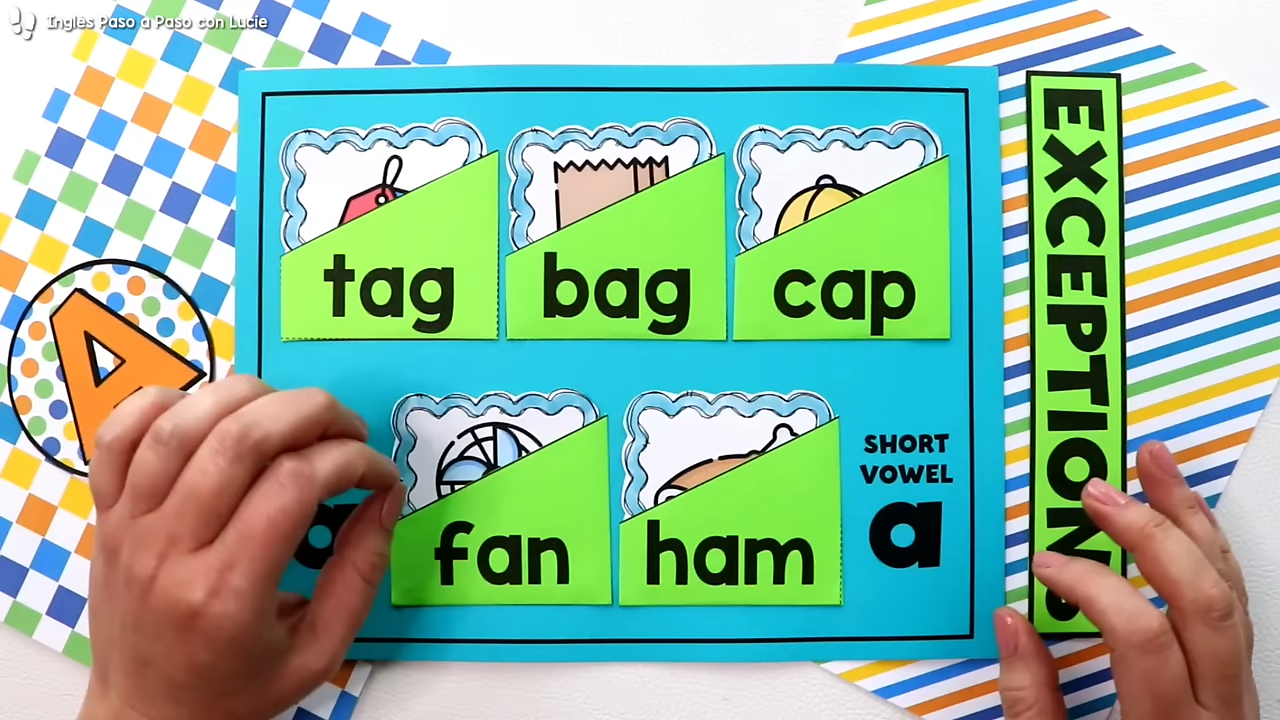 Inglés Paso a Paso con Lucie
EXCEPTIONS
tag
bag
cap
A
SHORT
VOWEL
a
a
fan
ham